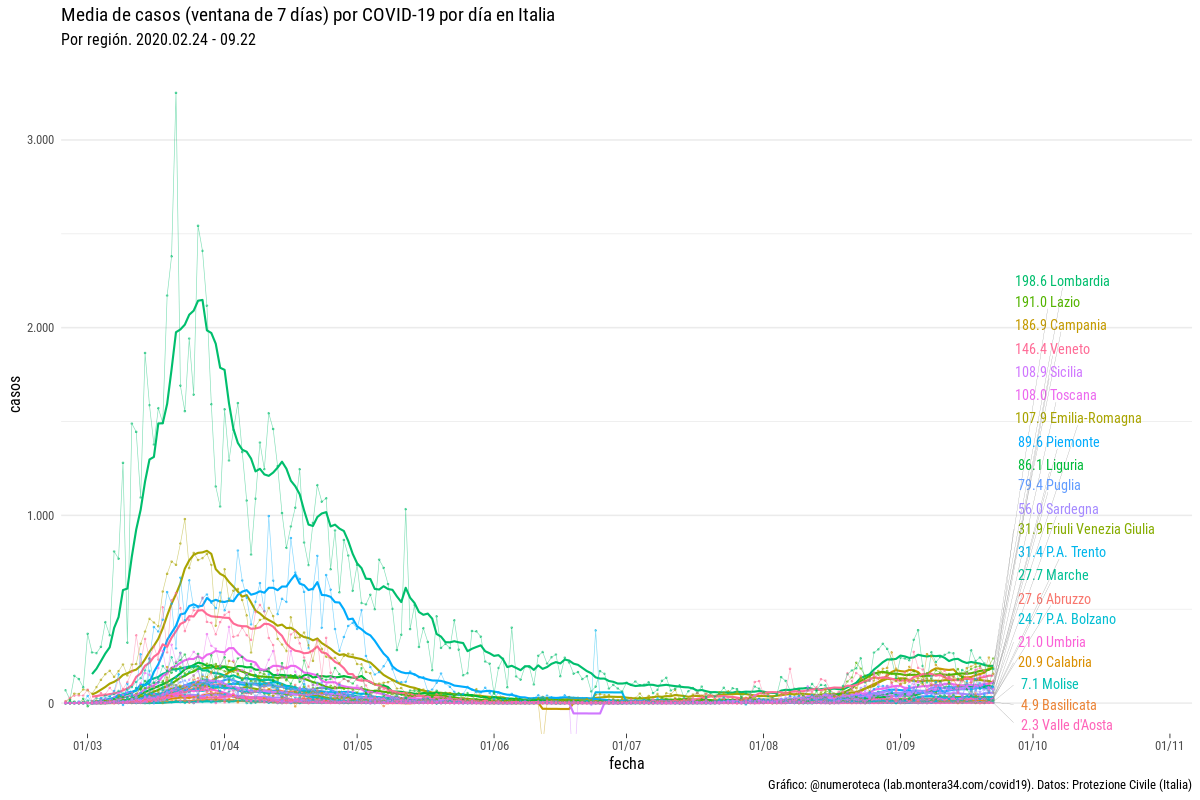 Media de casos (ventana de 7 días) por COVID-19 por día en Italia
Por región. 2020.02.24 - 09.22
3.000
2.000
1.000
0
casos
198.6 Lombardia
191.0 Lazio
186.9 Campania
146.4 Veneto
108.9 Sicilia
108.0 Toscana
107.9 Emilia-Romagna
89.6 Piemonte
86.1 Liguria
79.4 Puglia
56.0 Sardegna
31.9 Friuli Venezia Giulia
31.4 P.A. Trento
27.7 Marche
27.6 Abruzzo
24.7 P.A. Bolzano
21.0 Umbria
20.9 Calabria
7.1 Molise
4.9 Basilicata
2.3 Valle d'Aosta
01/03 01/04 01/05 01/06 01/07 01/08 01/09 01/10 01/11
fecha
Gráfico: @numeroteca (lab.montera34.com/covid19). Datos: Protezione Civile (Italia)